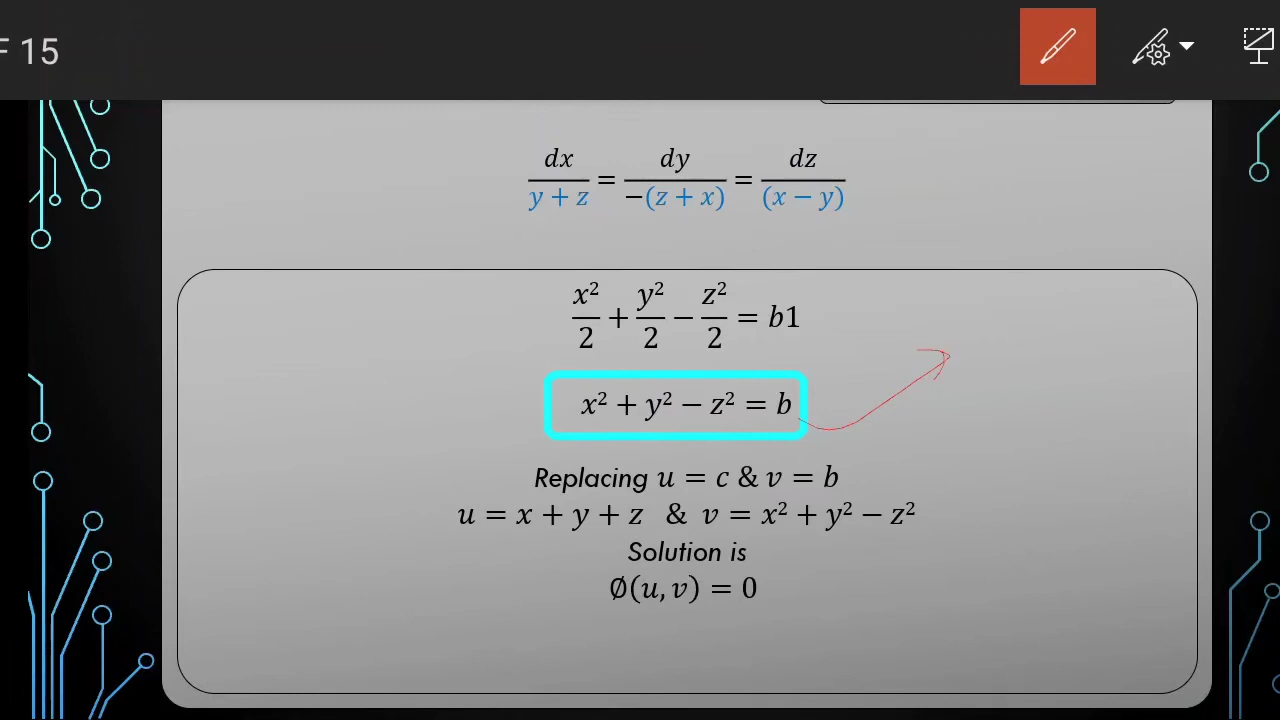 F 15
dx/(y + z) = dy/−(z + x) = dz/(x − y)
x²/2 + y²/2 − z²/2 = b1
x² + y² − z² = b
Replacing u = c & v = b
u = x + y + z & v = x² + y² − z²
Solution is
∅(u, v) = 0